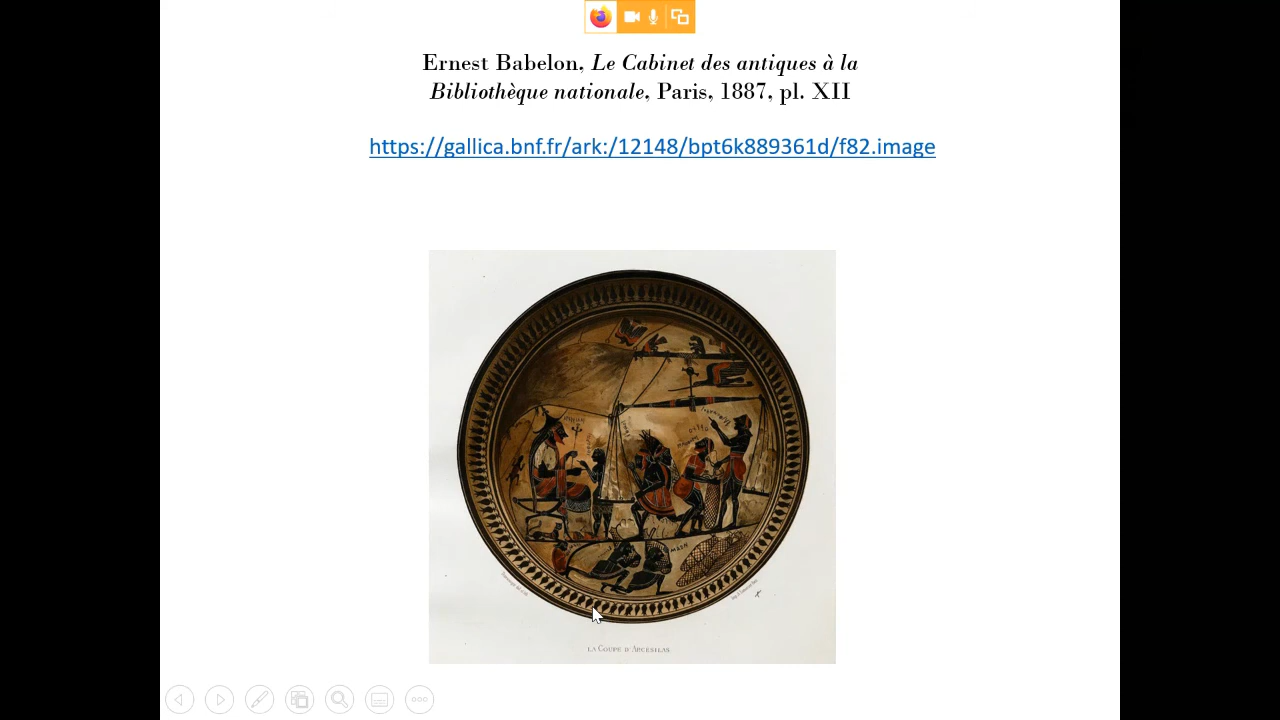 Ernest Babelon, Le Cabinet des antiques à la
Bibliothèque nationale, Paris, 1887, pl. XII
https://gallica.bnf.fr/ark:/12148/bpt6k889361d/f82.image
LA COUPE D'ARCÉSILAS